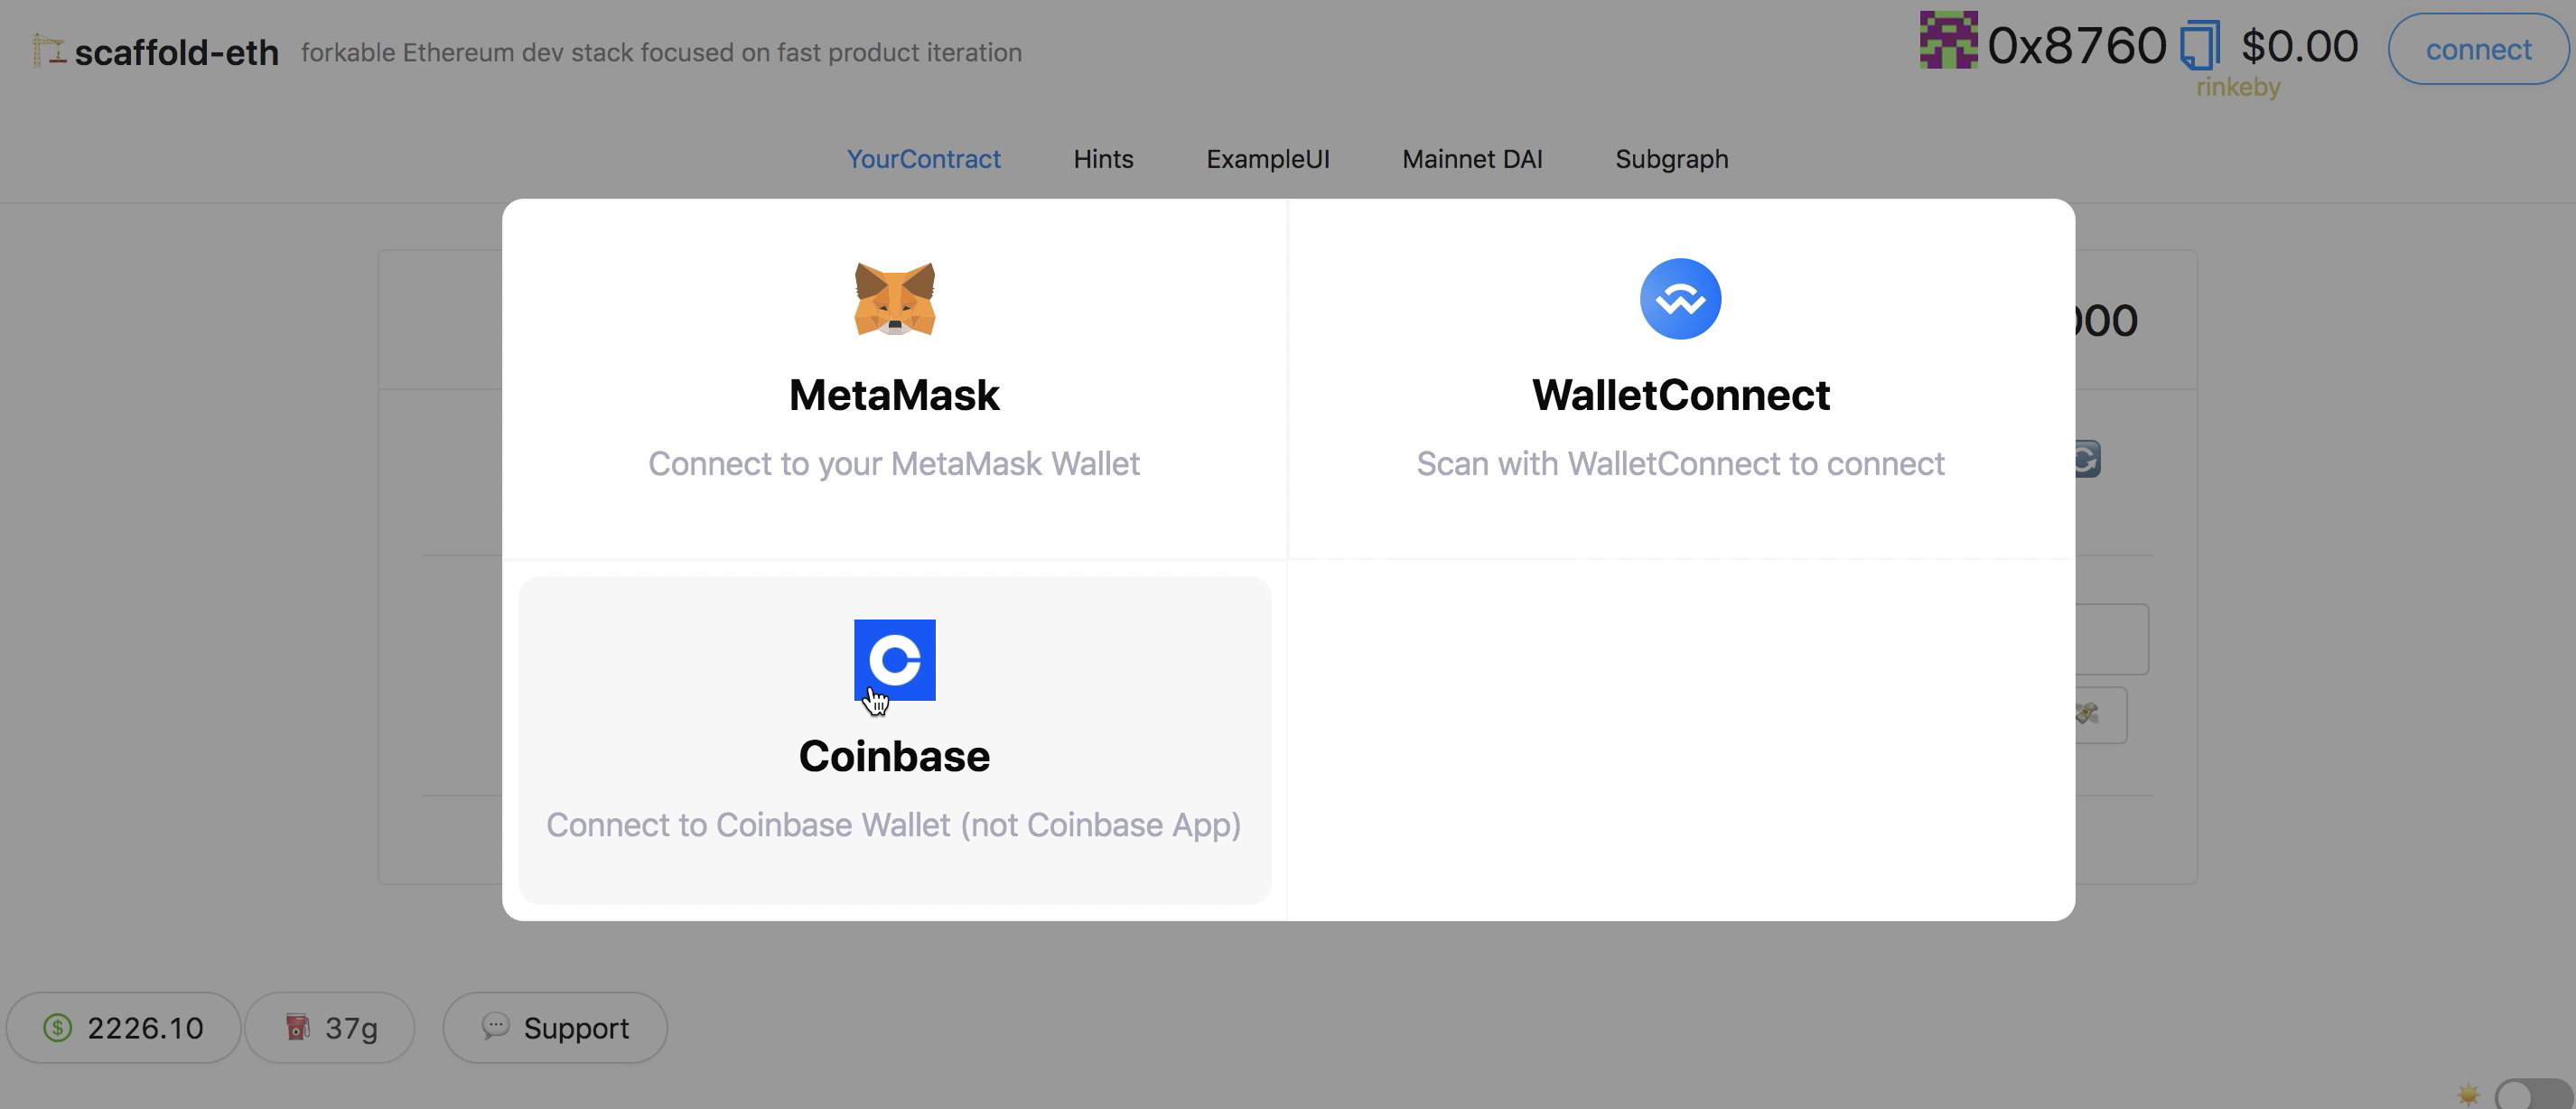 scaffold-eth forkable Ethereum dev stack focused on fast product iteration 0x8760 $0.00 connect
rinkeby
YourContract Hints ExampleUI Mainnet DAI Subgraph
MetaMask
Connect to your MetaMask Wallet
WalletConnect
Scan with WalletConnect to connect
Coinbase
Connect to Coinbase Wallet (not Coinbase App)
2226.10 37g Support